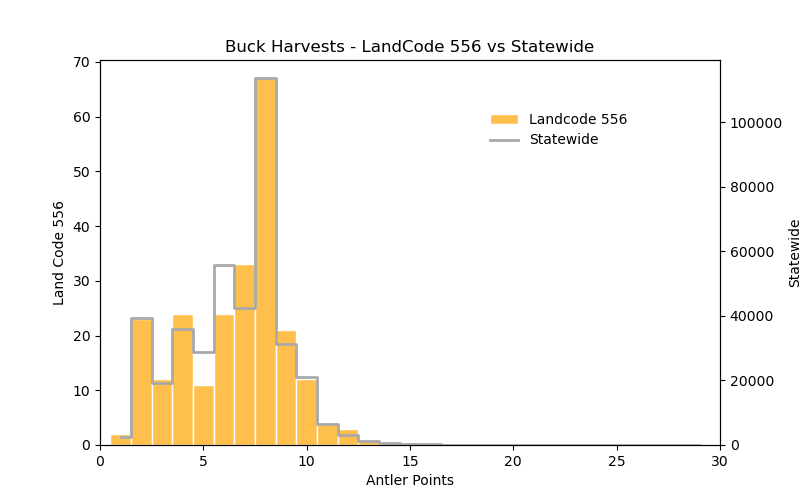 Buck Harvests - LandCode 556 vs Statewide
Land Code 556
70
60
50
40
30
20
10
0
Landcode 556
Statewide
100000
80000
60000
40000
20000
0
Statewide
0 5 10 15 20 25 30
Antler Points